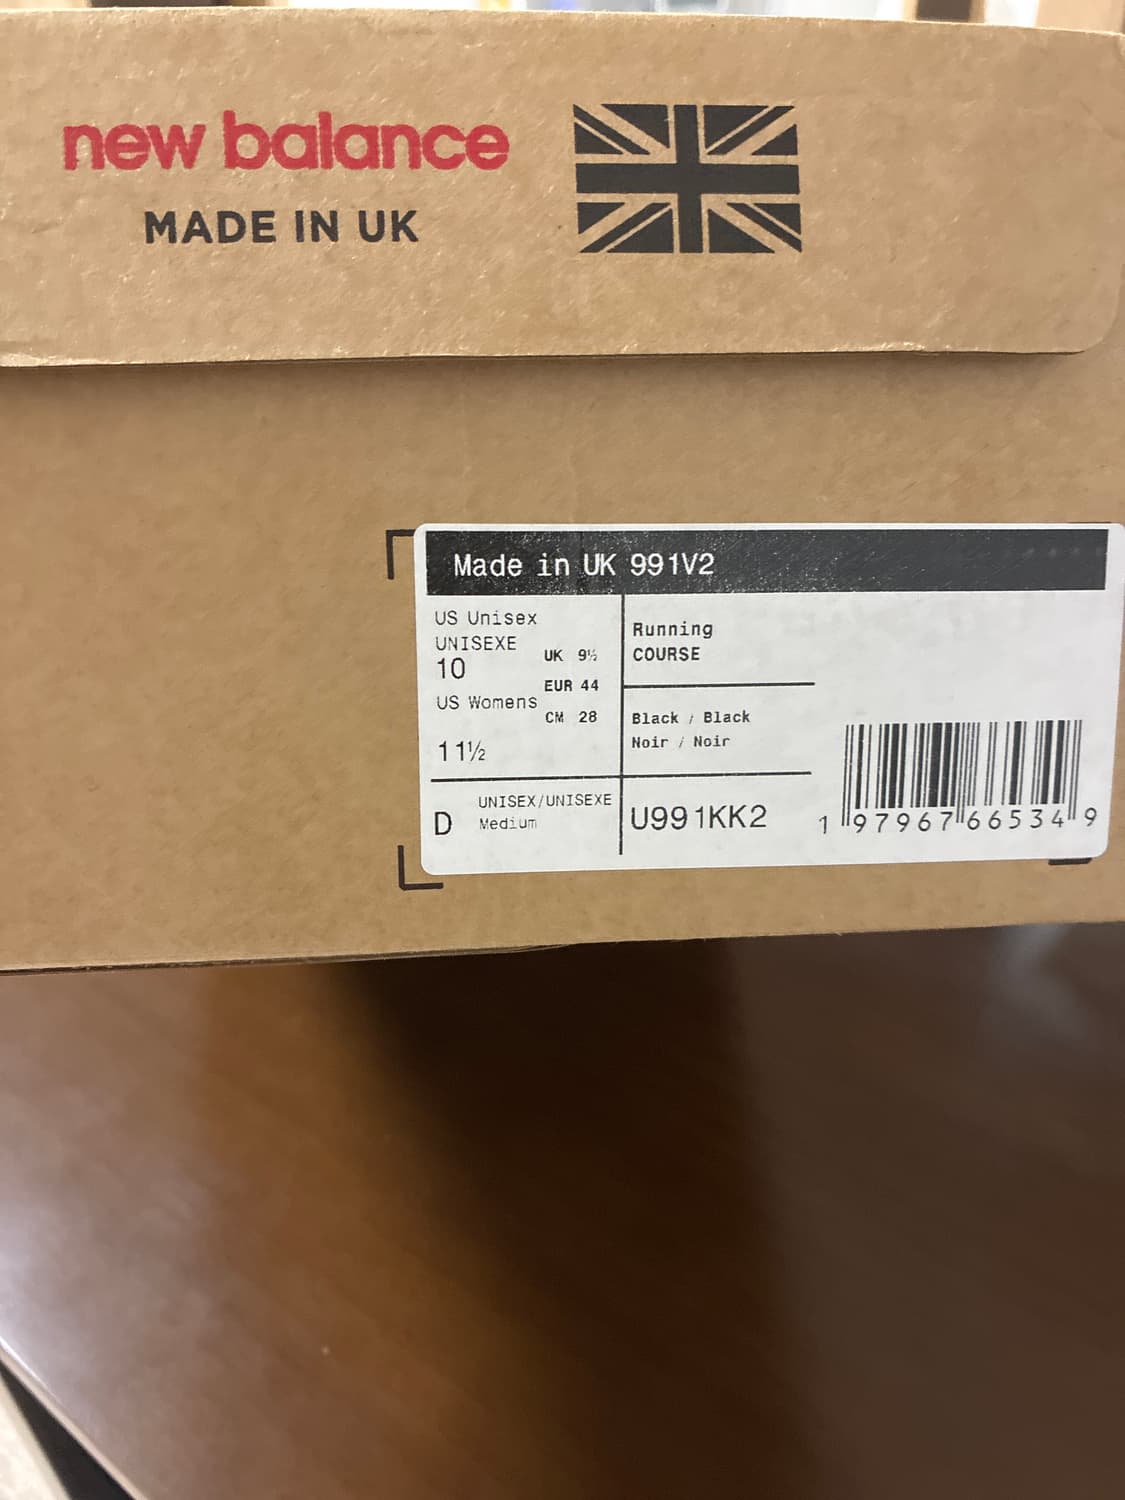 new balance
MADE IN UK
Made in UK 991V2
US Unisex
UNISEXE
10
US Womens
11½
UK 9½
EUR 44
CM 28
Running
COURSE
Black / Black
Noir / Noir
D
UNISEX/UNISEXE
Medium
U991KK2
1 97967 66534 9